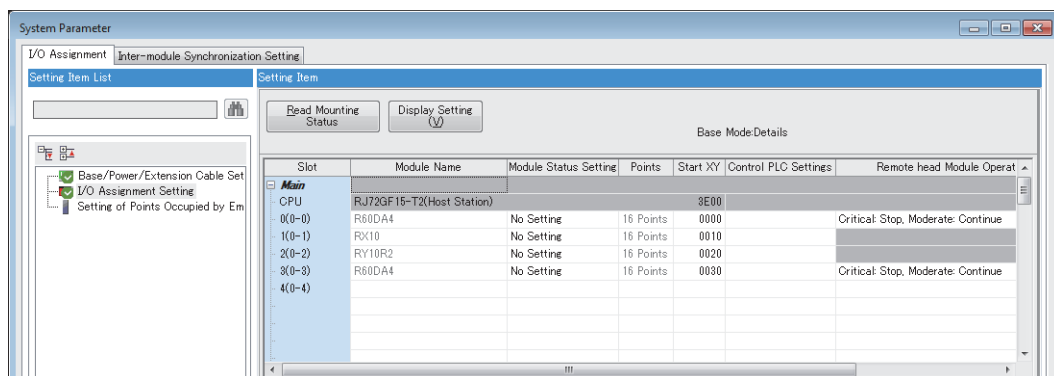 System Parameter
I/O Assignment Inter-module Synchronization Setting
Setting Item List
Setting Item
Read Mounting Status
Display Setting (V)
Base Mode:Details
Base/Power/Extension Cable Set
I/O Assignment Setting
Setting of Points Occupied by Em
Slot Module Name Module Status Setting Points Start XY Control PLC Settings Remote head Module Operat
Main
CPU RJ72GF15-T2(Host Station) 3E00
0(0-0) R60DA4 No Setting 16 Points 0000 Critical: Stop, Moderate: Continue
1(0-1) RX10 No Setting 16 Points 0010
2(0-2) RY10R2 No Setting 16 Points 0020
3(0-3) R60DA4 No Setting 16 Points 0030 Critical: Stop, Moderate: Continue
4(0-4)